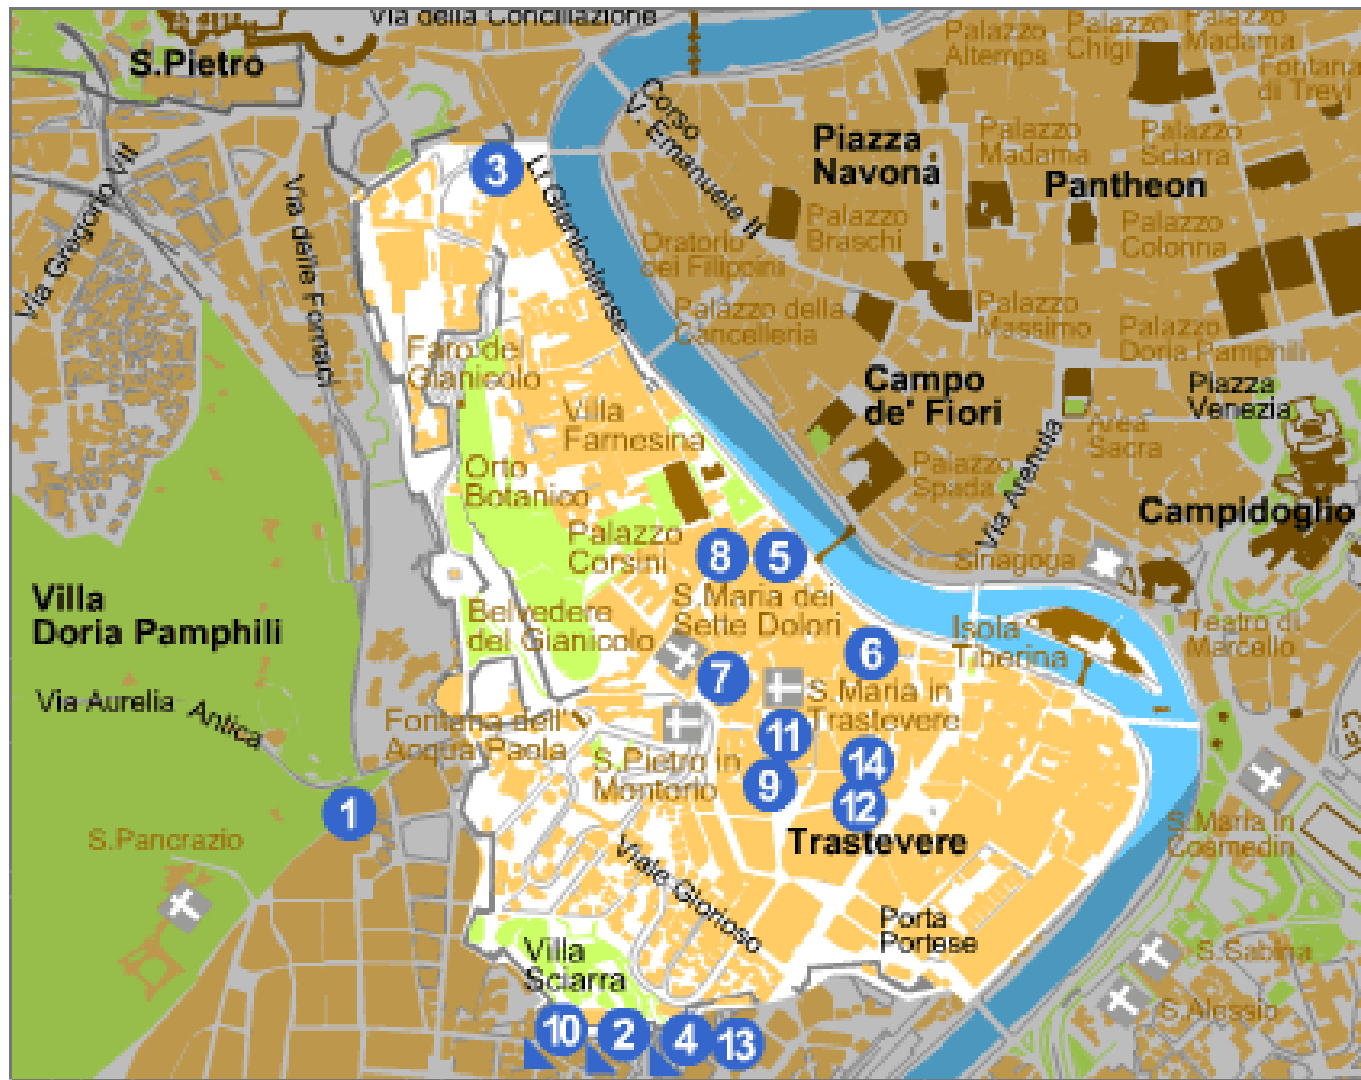 Via della Conciliazione
S.Pietro
Palazzo
Altemps
Palazzo
Chigi
Palazzo
Madama
Fontana
di Trevi
Corso
V. Emanuele II
Piazza
Navona
Palazzo
Madama
Palazzo
Sciarra
Pantheon
3
Lt Gianicolense
Via Gregorio VII
Via delle Fornaci
Palazzo
Braschi
Palazzo
Colonna
Oratorio
dei Filippini
Palazzo della
Cancelleria
Palazzo
Massimo
Palazzo
Doria Pamphili
Faro del
Gianicolo
Campo
de' Fiori
Piazza
Venezia
Villa
Farnesina
Area
Sacra
Orto
Botanico
Palazzo
Spada
Via Arenula
Campidoglio
Palazzo
Corsini
8
5
Sinagoga
Villa
Doria Pamphili
Belvedere
del Gianicolo
S.Maria dei
Sette Dolori
6
Isola
Tiberina
Teatro di
Marcello
7
S.Maria in
Trastevere
Via Aurelia Antica
Fontana dell'
Acqua Paola
11
S.Pietro in
Montorio
14
9
12
1
Trastevere
S.Pancrazio
S.Maria in
Cosmedin
Viale Glorioso
Porta
Portese
Villa
Sciarra
S.Sabina
S.Alessio
10
2
4
13